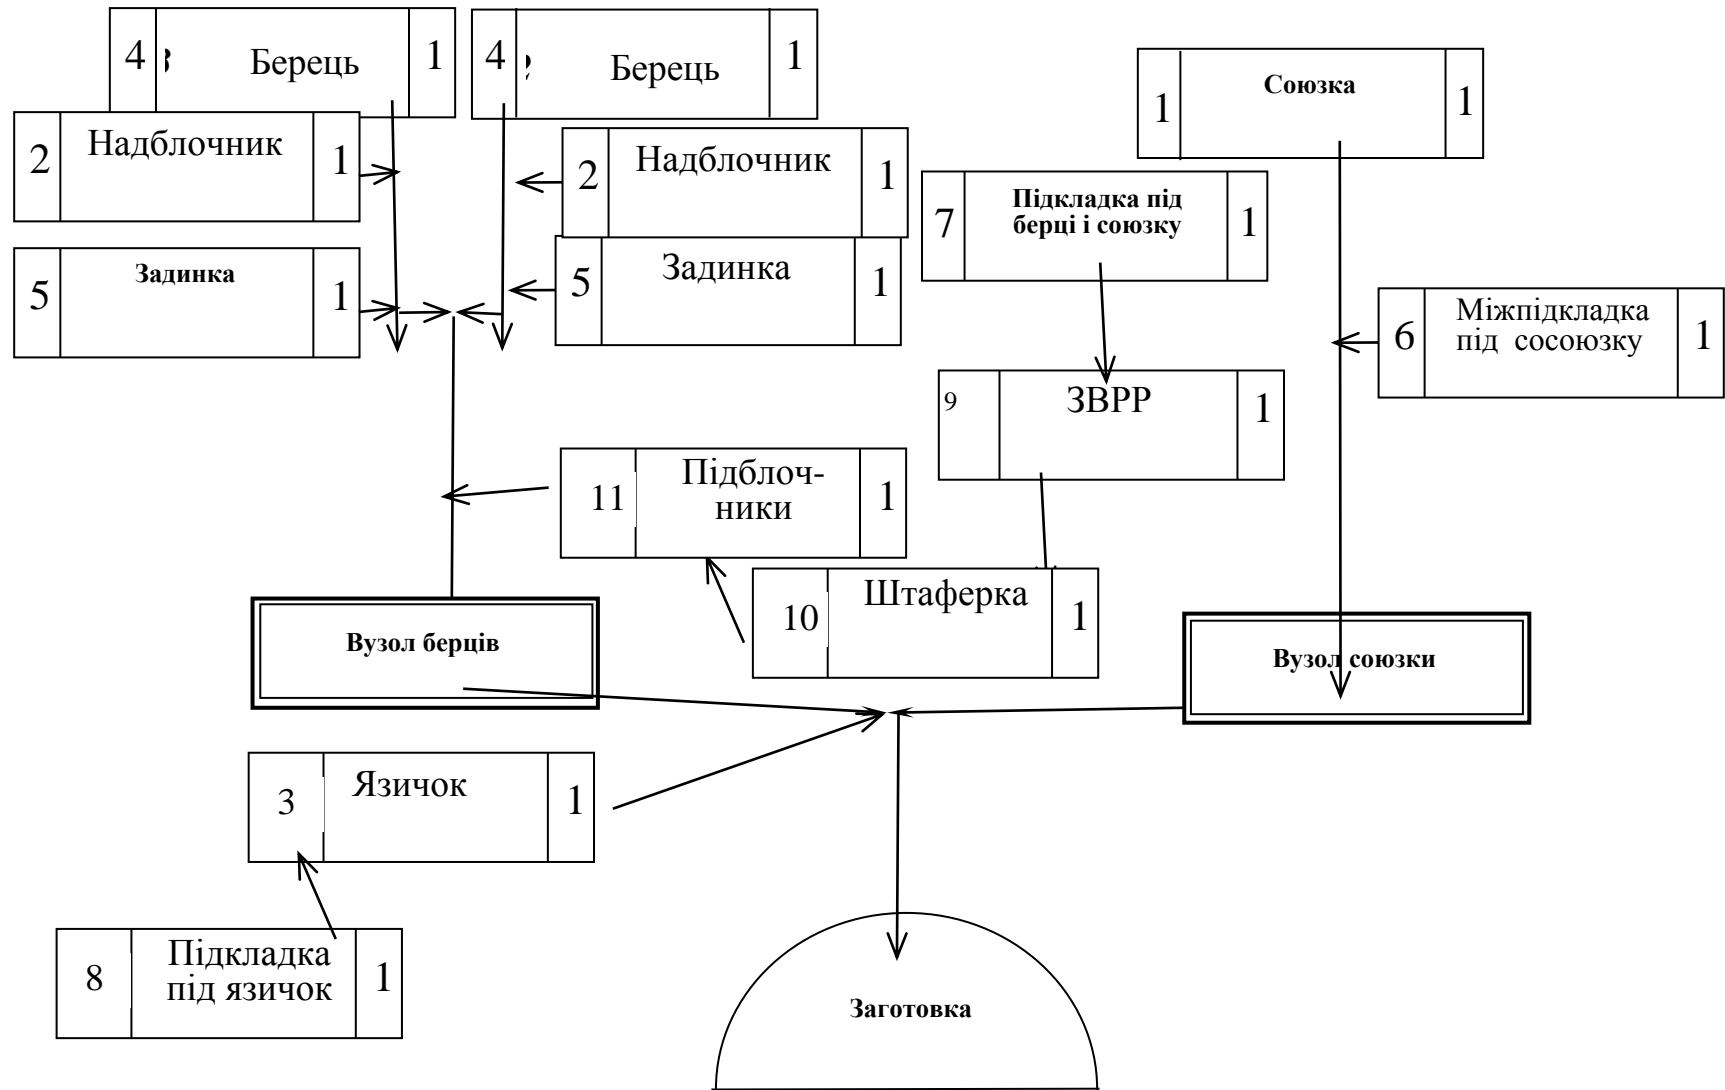 4 Берець 1
4 Берець 1
1 Союзка 1
2 Надблочник 1
2 Надблочник 1
7 Підкладка під 1
берці і союзку
5 Задинка 1
5 Задинка 1
6 Міжпідкладка 1
під сосоюзку
9 ЗВРР 1
11 Підблоч- 1
ники
10 Штаферка 1
Вузол берців
Вузол союзки
3 Язичок 1
8 Підкладка 1
під язичок
Заготовка